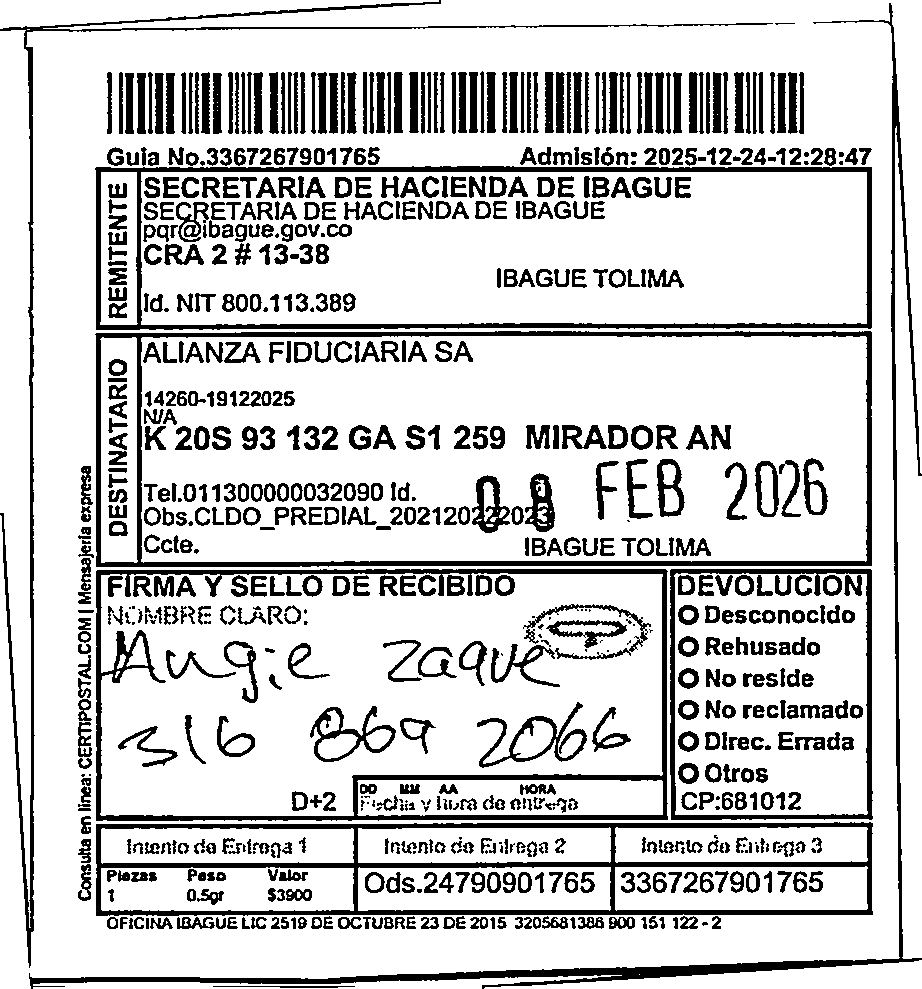 Guia No.3367267901765 Admisión: 2025-12-24-12:28:47
REMITENTE
SECRETARIA DE HACIENDA DE IBAGUE
SECRETARIA DE HACIENDA DE IBAGUE
pqr@ibague.gov.co
CRA 2 # 13-38
IBAGUE TOLIMA
Id. NIT 800.113.389
DESTINATARIO
ALIANZA FIDUCIARIA SA
14260-19122025
N/A
K 20S 93 132 GA S1 259 MIRADOR AN
Tel.011300000032090 Id.
08 FEB 2026
Obs.CLDO_PREDIAL_202120222023
Ccte.
IBAGUE TOLIMA
Consulta en linea: CERTIPOSTAL.COM | Mensajeria expresa
FIRMA Y SELLO DE RECIBIDO
NOMBRE CLARO:
Angie Zaque
316 869 2066
D+2
DD MM AA HORA
Fecha y hora de entrega
DEVOLUCION
Desconocido
Rehusado
No reside
No reclamado
Direc. Errada
Otros
CP:681012
Intento de Entrega 1 Intento de Entrega 2 Intento de Entrega 3
Piezas Peso Valor
1 0.5gr $3900
Ods.24790901765 3367267901765
OFICINA IBAGUE LIC 2519 DE OCTUBRE 23 DE 2015 3205681386 900 151 122 - 2